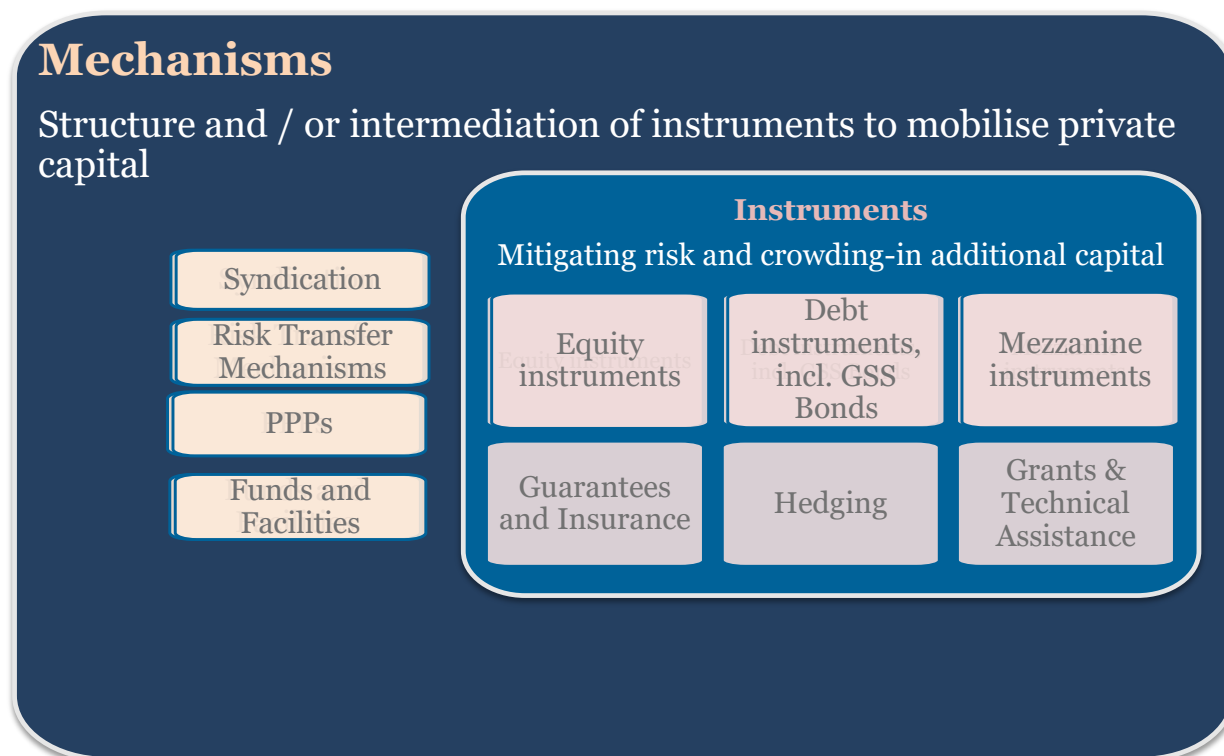 Mechanisms
Structure and / or intermediation of instruments to mobilise private
capital
Syndication
Risk Transfer
Mechanisms
PPPs
Funds and
Facilities
Instruments
Mitigating risk and crowding-in additional capital
Equity
instruments
Debt
instruments,
incl. GSS
Bonds
Mezzanine
instruments
Guarantees
and Insurance
Hedging
Grants &
Technical
Assistance